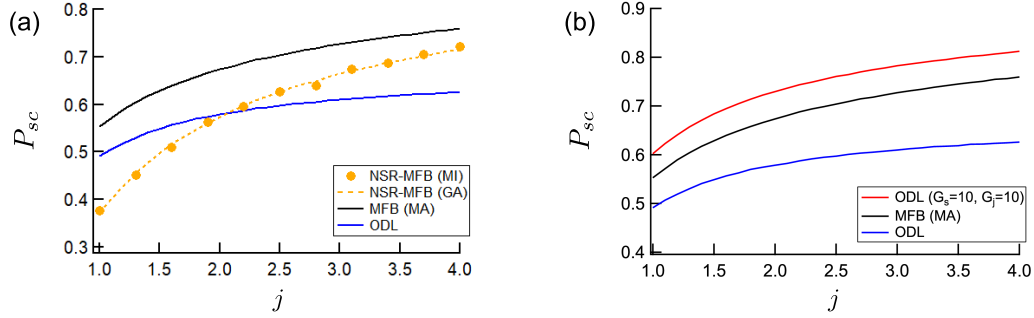 (a)
P_sc
0.8
0.7
0.6
0.5
0.4
0.3
1.0 1.5 2.0 2.5 3.0 3.5 4.0
j
NSR-MFB (MI)
NSR-MFB (GA)
MFB (MA)
ODL
(b)
P_sc
0.9
0.8
0.7
0.6
0.5
0.4
1.0 1.5 2.0 2.5 3.0 3.5 4.0
j
ODL (G_s=10, G_j=10)
MFB (MA)
ODL